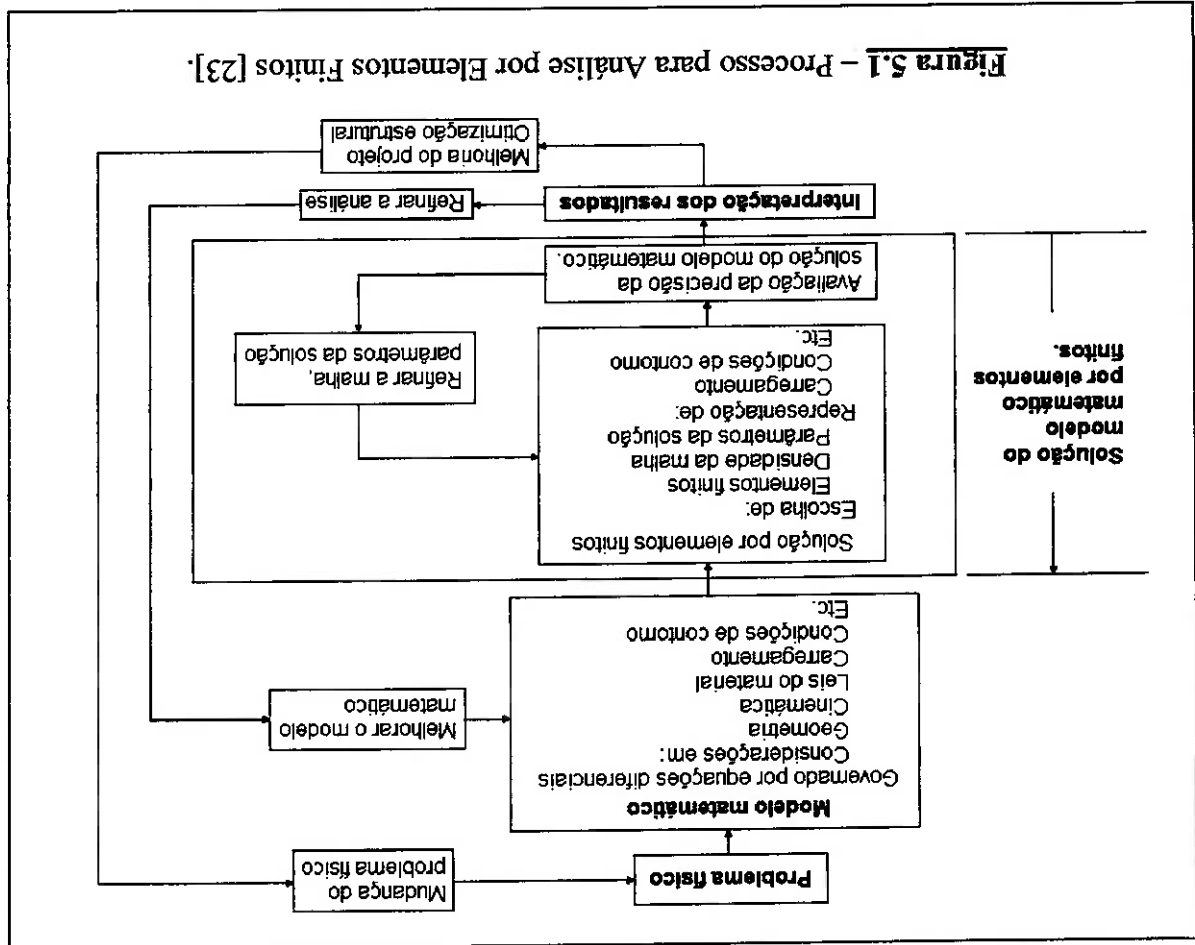 Problema físico
Mudança do
problema físico
Modelo matemático
Governado por equações diferenciais
Considerações em:
Geometria
Cinemática
Leis do material
Carregamento
Condições de contorno
Etc.
Melhorar o modelo
matemático
Solução do
modelo
matemático
por elementos
finitos.
Solução por elementos finitos
Escolha de:
Elementos finitos
Densidade da malha
Parâmetros da solução
Representação de:
Carregamento
Condições de contorno
Etc.
Refinar a malha,
parâmetros da solução
Avaliação da precisão da
solução do modelo matemático.
Interpretação dos resultados
Refinar a análise
Melhoria do projeto
Otimização estrutural
Figura 5.1 – Processo para Análise por Elementos Finitos [23].